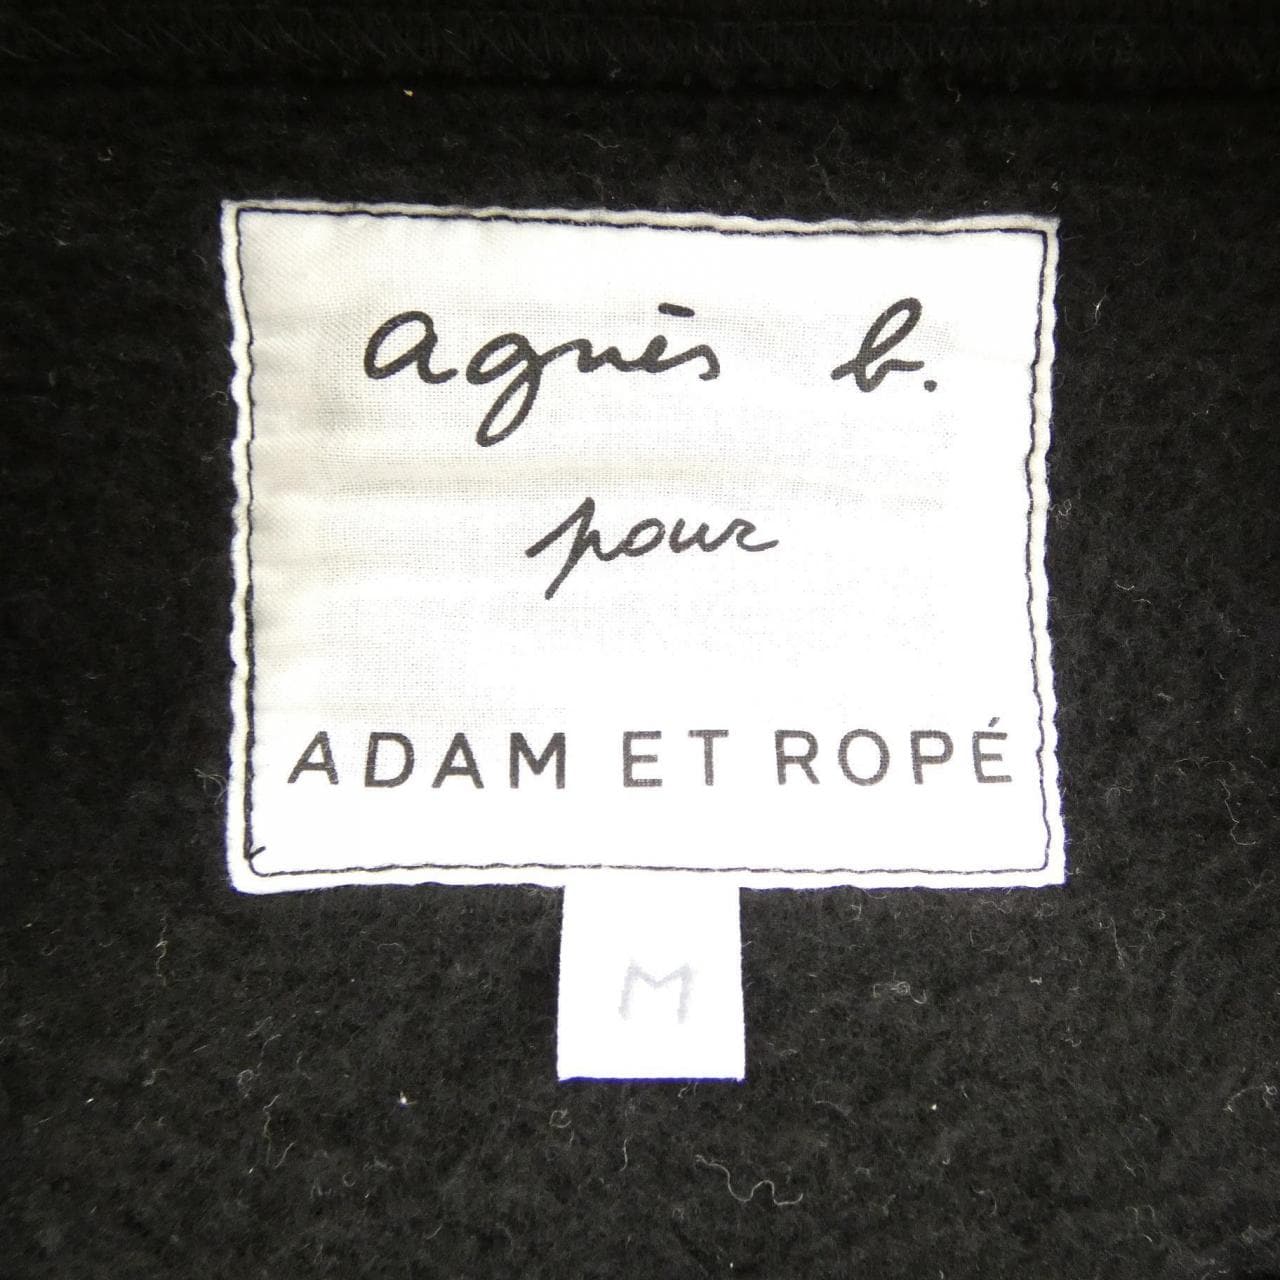 agnès b.
pour
ADAM ET ROPÉ
M